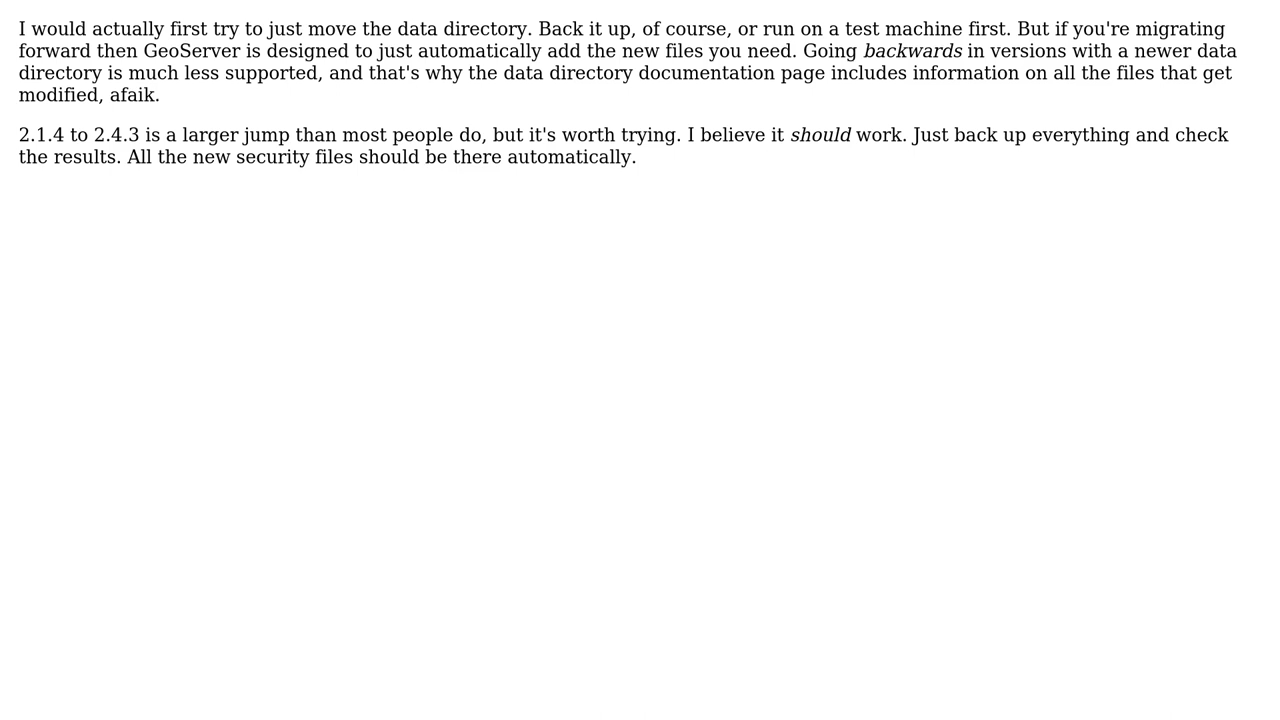 I would actually first try to just move the data directory. Back it up, of course, or run on a test machine first. But if you're migrating
forward then GeoServer is designed to just automatically add the new files you need. Going backwards in versions with a newer data
directory is much less supported, and that's why the data directory documentation page includes information on all the files that get
modified, afaik.
2.1.4 to 2.4.3 is a larger jump than most people do, but it's worth trying. I believe it should work. Just back up everything and check
the results. All the new security files should be there automatically.